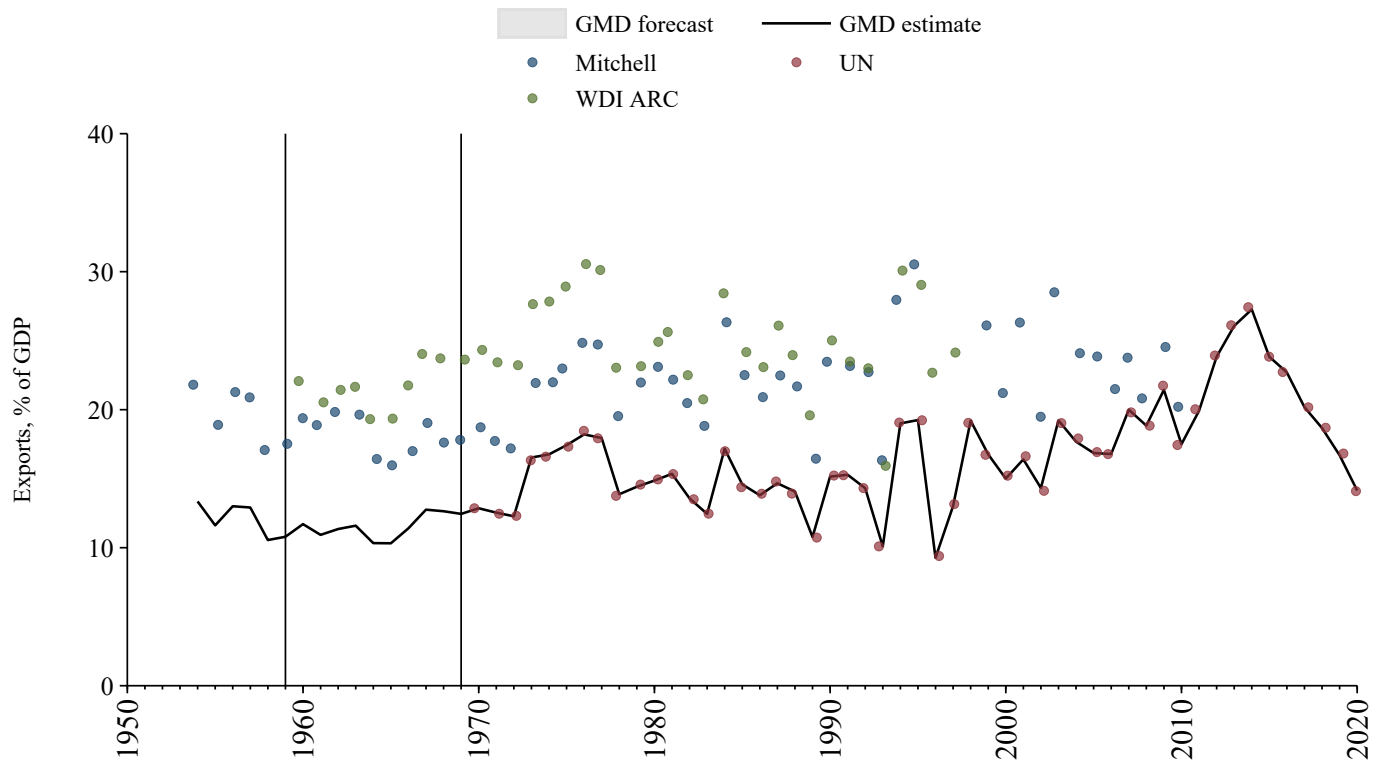 GMD forecast GMD estimate
Mitchell UN
WDI ARC
Exports, % of GDP
40
30
20
10
0
1950 1960 1970 1980 1990 2000 2010 2020